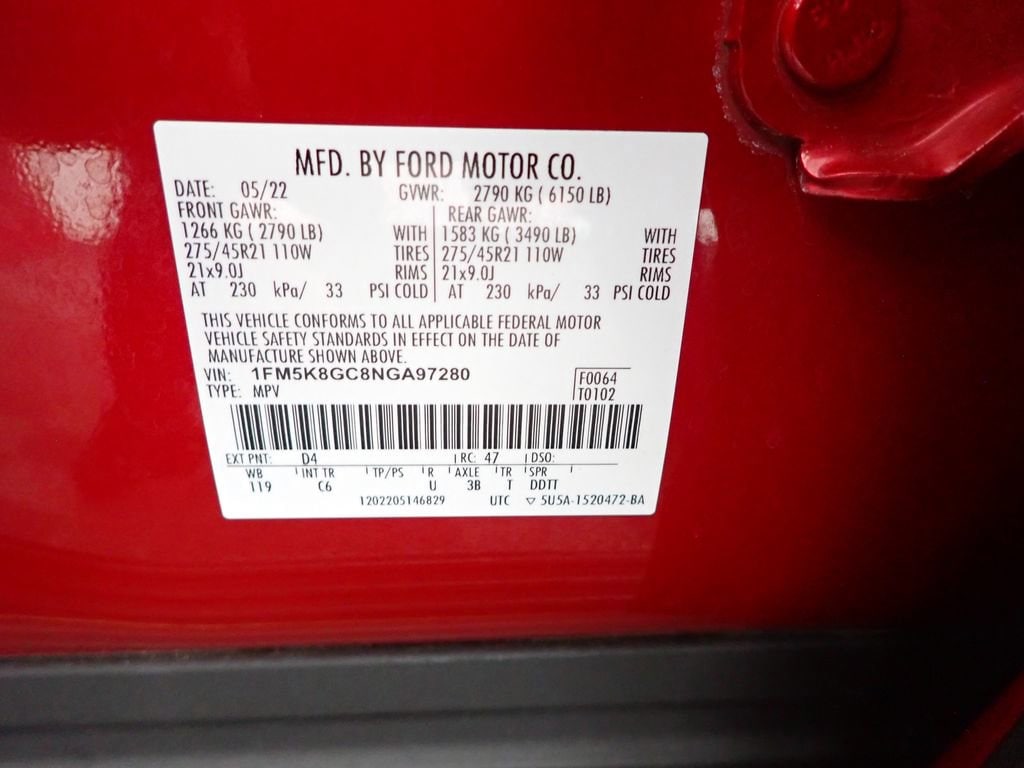 MFD. BY FORD MOTOR CO.
DATE: 05/22 GVWR: 2790 KG ( 6150 LB)
FRONT GAWR: REAR GAWR:
1266 KG ( 2790 LB) WITH 1583 KG ( 3490 LB) WITH
275/45R21 110W TIRES 275/45R21 110W TIRES
21x9.0J RIMS 21x9.0J RIMS
AT 230 kPa/ 33 PSI COLD AT 230 kPa/ 33 PSI COLD
THIS VEHICLE CONFORMS TO ALL APPLICABLE FEDERAL MOTOR
VEHICLE SAFETY STANDARDS IN EFFECT ON THE DATE OF
MANUFACTURE SHOWN ABOVE.
VIN: 1FM5K8GC8NGA97280 F0064
TYPE: MPV T0102
EXT PNT: D4 RC: 47 DSO:
WB INT TR TP/PS R AXLE TR SPR
119 C6 U 3B T DDTT
1202205146829 UTC ▽ 5U5A-1520472-BA